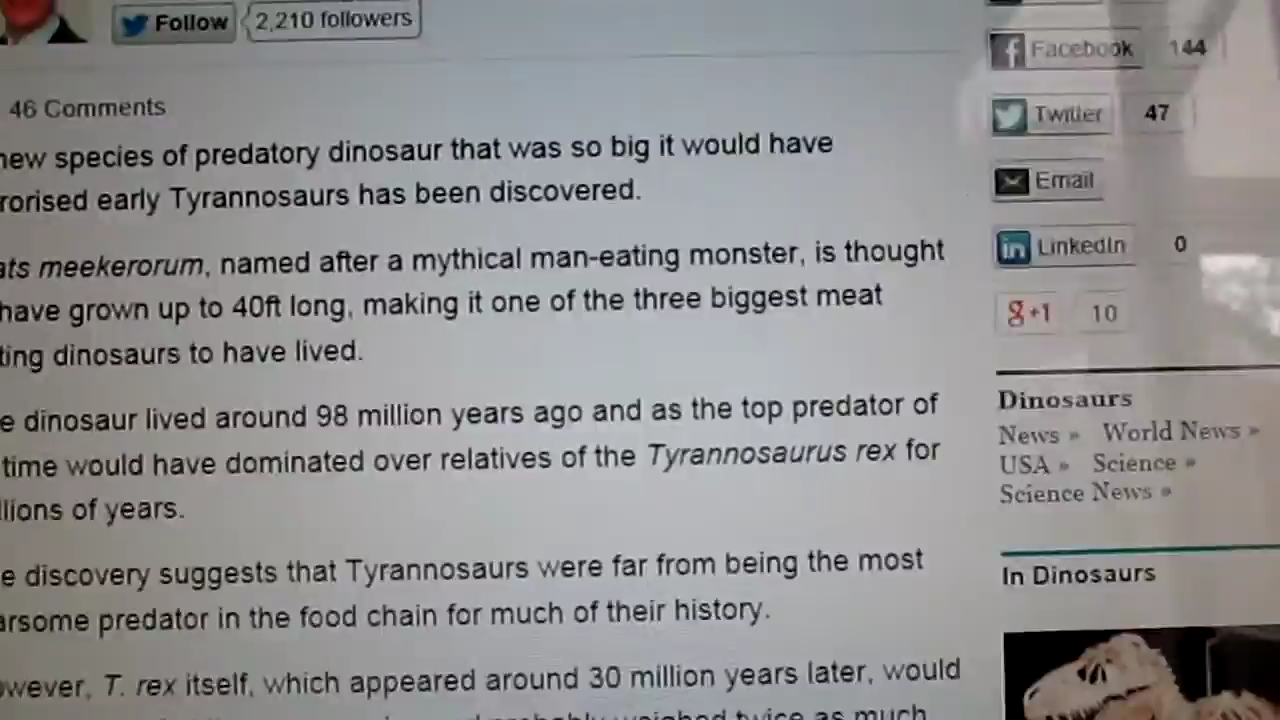 Follow 2,210 followers
46 Comments
new species of predatory dinosaur that was so big it would have
rorised early Tyrannosaurs has been discovered.
ats meekerorum, named after a mythical man-eating monster, is thought
have grown up to 40ft long, making it one of the three biggest meat
ting dinosaurs to have lived.
e dinosaur lived around 98 million years ago and as the top predator of
time would have dominated over relatives of the Tyrannosaurus rex for
llions of years.
e discovery suggests that Tyrannosaurs were far from being the most
arsome predator in the food chain for much of their history.
wever, T. rex itself, which appeared around 30 million years later, would
probably weighed twice as much
Facebook 144
Twitter 47
Email
LinkedIn 0
g+1 10
Dinosaurs
News » World News »
USA » Science »
Science News »
In Dinosaurs